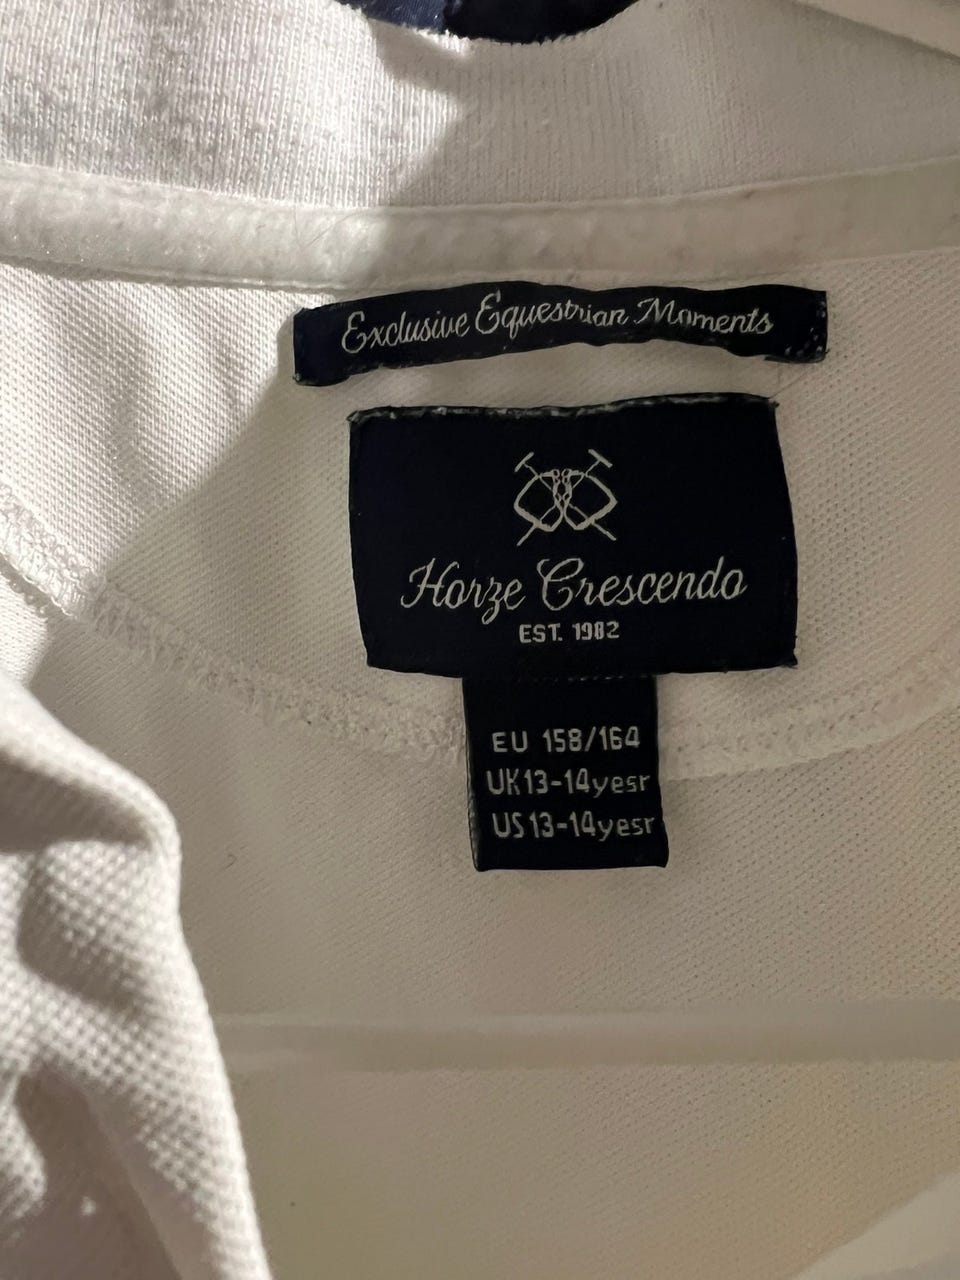 Exclusive Equestrian Moments
Horze Crescendo
EST. 1982
EU 158/164
UK13-14yesr
US13-14yesr